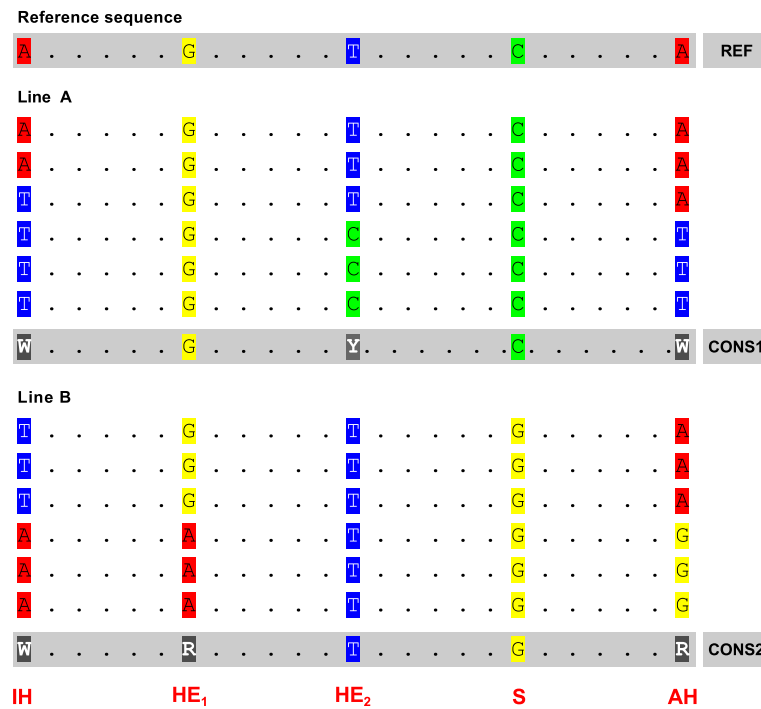 Reference sequence
A . . . . . G . . . . . T . . . . . C . . . . . A REF
Line A
A . . . . . G . . . . . T . . . . . C . . . . . A
A . . . . . G . . . . . T . . . . . C . . . . . A
T . . . . . G . . . . . T . . . . . C . . . . . A
T . . . . . G . . . . . C . . . . . C . . . . . T
T . . . . . G . . . . . C . . . . . C . . . . . T
T . . . . . G . . . . . C . . . . . C . . . . . T
W . . . . . G . . . . . Y. . . . . .C. . . . . .W CONS1
Line B
T . . . . . G . . . . . T . . . . . G . . . . . A
T . . . . . G . . . . . T . . . . . G . . . . . A
T . . . . . G . . . . . T . . . . . G . . . . . A
A . . . . . A . . . . . T . . . . . G . . . . . G
A . . . . . A . . . . . T . . . . . G . . . . . G
A . . . . . A . . . . . T . . . . . G . . . . . G
W . . . . . R . . . . . T . . . . . G . . . . . R CONS2
IH HE₁ HE₂ S AH